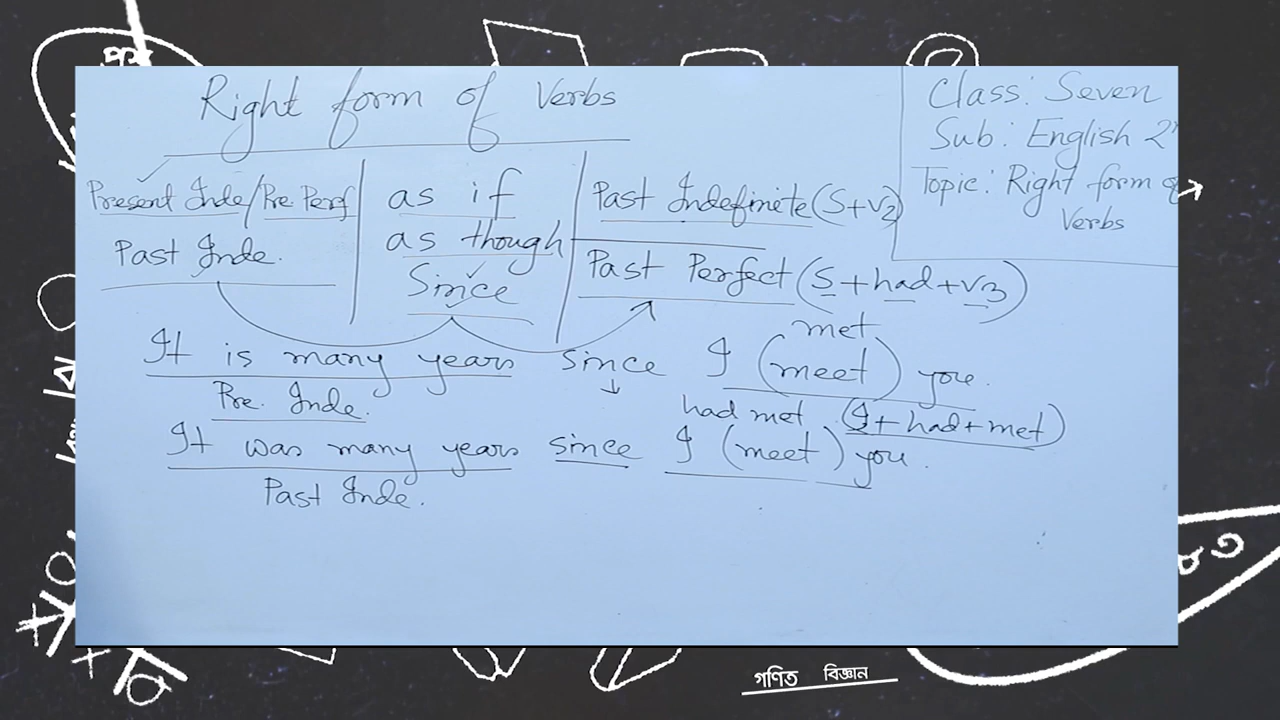 Right form of Verbs
Class: Seven
Sub: English 2
Topic: Right form of
Verbs
Present Inde/Pre Perf
Past Inde.
as if
as though
Since
Past Indefinite (S+V2)
Past Perfect (S+had+V3)
met
It is many years since I (meet) you.
Pre. Inde.
had met (I+had+met)
It was many years since I (meet) you.
Past Inde.
গণিত বিজ্ঞান